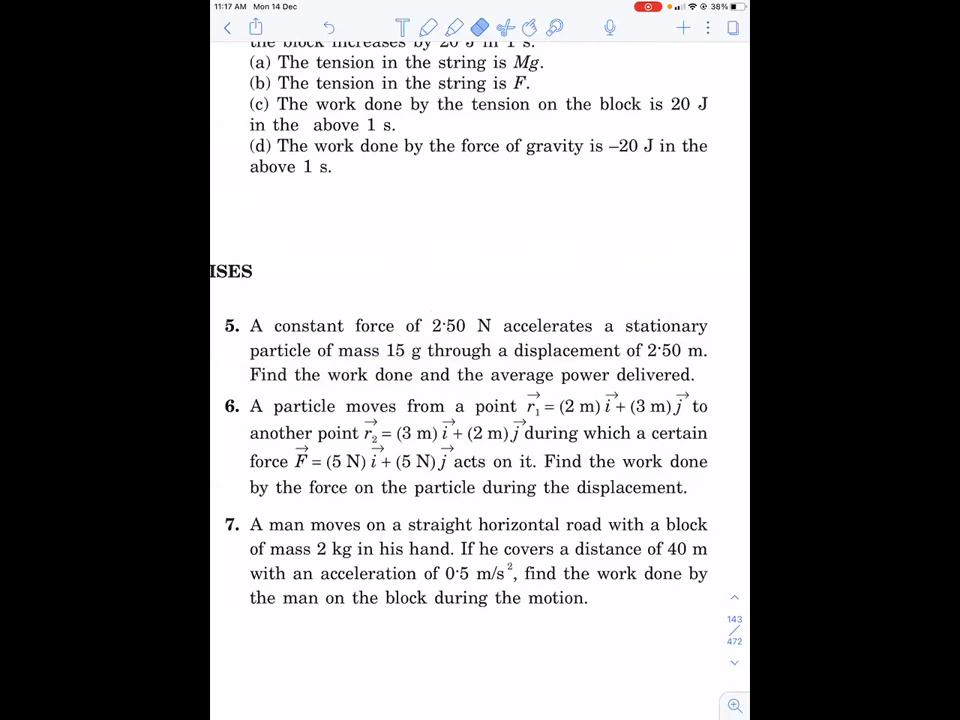 11:17 AM Mon 14 Dec
38%
the block increases by 20 J in 1 s.
(a) The tension in the string is Mg.
(b) The tension in the string is F.
(c) The work done by the tension on the block is 20 J
in the above 1 s.
(d) The work done by the force of gravity is –20 J in the
above 1 s.
ISES
5. A constant force of 2·50 N accelerates a stationary
particle of mass 15 g through a displacement of 2·50 m.
Find the work done and the average power delivered.
6. A particle moves from a point r⃗₁ = (2 m) i⃗ + (3 m) j⃗ to
another point r⃗₂ = (3 m) i⃗ + (2 m) j⃗ during which a certain
force F⃗ = (5 N) i⃗ + (5 N) j⃗ acts on it. Find the work done
by the force on the particle during the displacement.
7. A man moves on a straight horizontal road with a block
of mass 2 kg in his hand. If he covers a distance of 40 m
with an acceleration of 0·5 m/s², find the work done by
the man on the block during the motion.
143
/
472